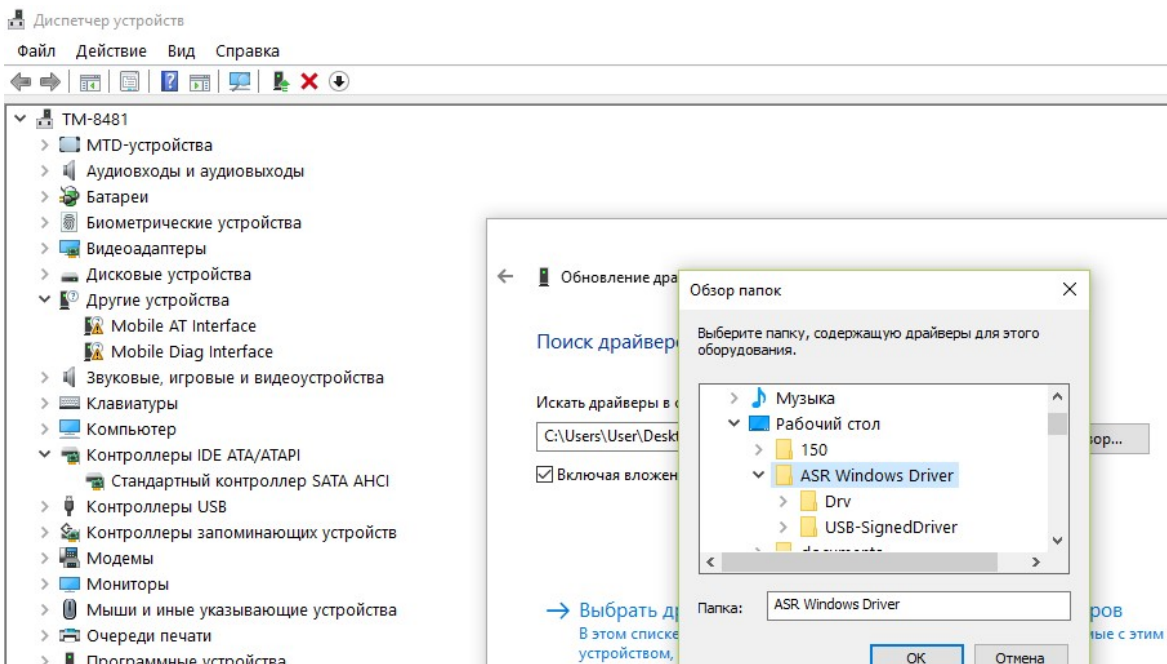 Диспетчер устройств
Файл Действие Вид Справка
TM-8481
MTD-устройства
Аудиовходы и аудиовыходы
Батареи
Биометрические устройства
Видеоадаптеры
Дисковые устройства
Другие устройства
Mobile AT Interface
Mobile Diag Interface
Звуковые, игровые и видеоустройства
Клавиатуры
Компьютер
Контроллеры IDE ATA/ATAPI
Стандартный контроллер SATA AHCI
Контроллеры USB
Контроллеры запоминающих устройств
Модемы
Мониторы
Мыши и иные указывающие устройства
Очереди печати
Программные устройства
Обновление дра
Поиск драйвер
Искать драйверы в
C:\Users\User\Deskt
Включая вложен
Выбрать д
ров
В этом списке
мые с этим
устройством,
Обзор папок
Выберите папку, содержащую драйверы для этого
оборудования.
Музыка
Рабочий стол
150
ASR Windows Driver
Drv
USB-SignedDriver
Папка: ASR Windows Driver
ОК Отмена
зор...